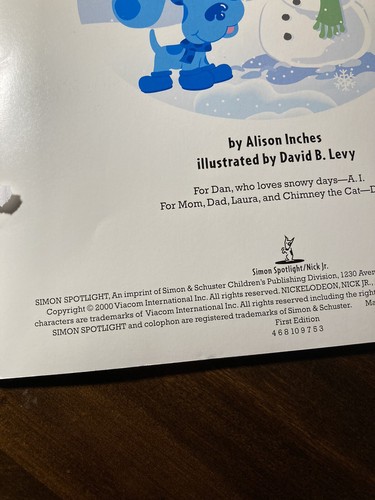 by Alison Inches
illustrated by David B. Levy
For Dan, who loves snowy days—A. I.
For Mom, Dad, Laura, and Chimney the Cat—D
Simon Spotlight/Nick Jr.
SIMON SPOTLIGHT, An imprint of Simon & Schuster Children's Publishing Division, 1230 Aven
Copyright © 2000 Viacom International Inc. All rights reserved. NICKELODEON, NICK JR.,
characters are trademarks of Viacom International Inc. All rights reserved including the right
SIMON SPOTLIGHT and colophon are registered trademarks of Simon & Schuster. Ma
First Edition
4 6 8 10 9 7 5 3